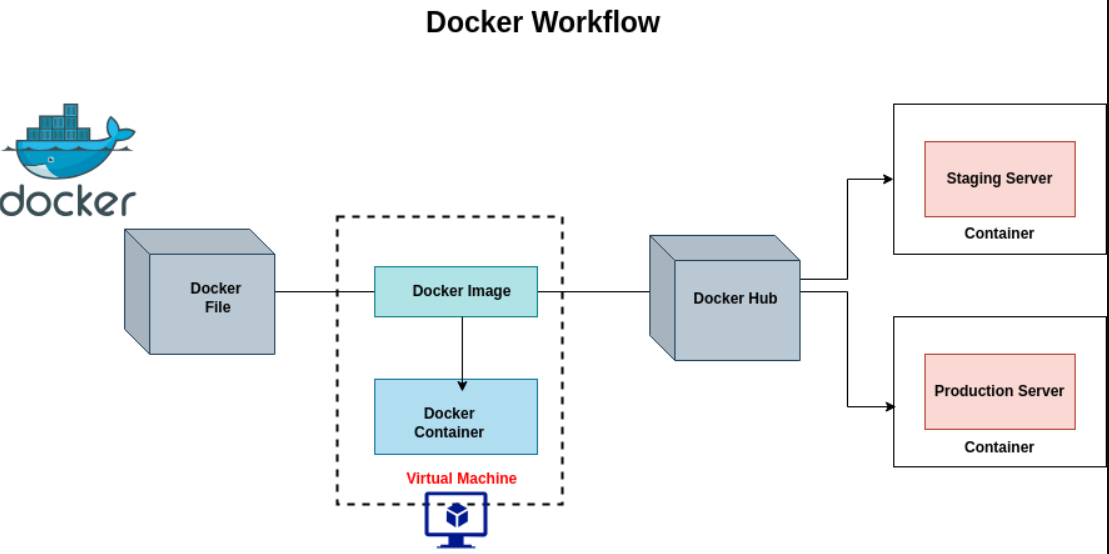 Docker Workflow
docker
Docker
File
Docker Image
Docker
Container
Virtual Machine
Docker Hub
Staging Server
Container
Production Server
Container